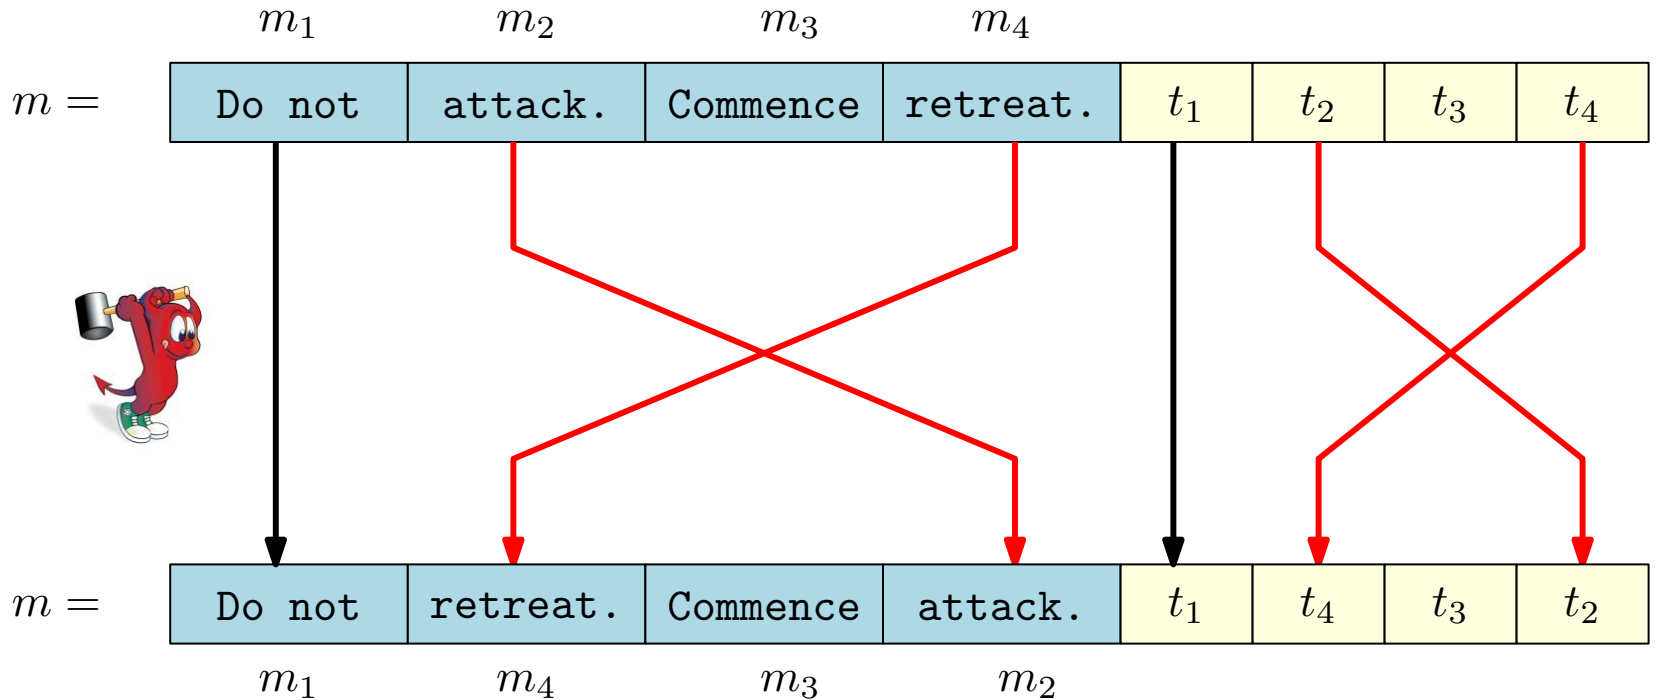 m₁ m₂ m₃ m₄
m = Do not attack. Commence retreat. t₁ t₂ t₃ t₄
m = Do not retreat. Commence attack. t₁ t₄ t₃ t₂
m₁ m₄ m₃ m₂